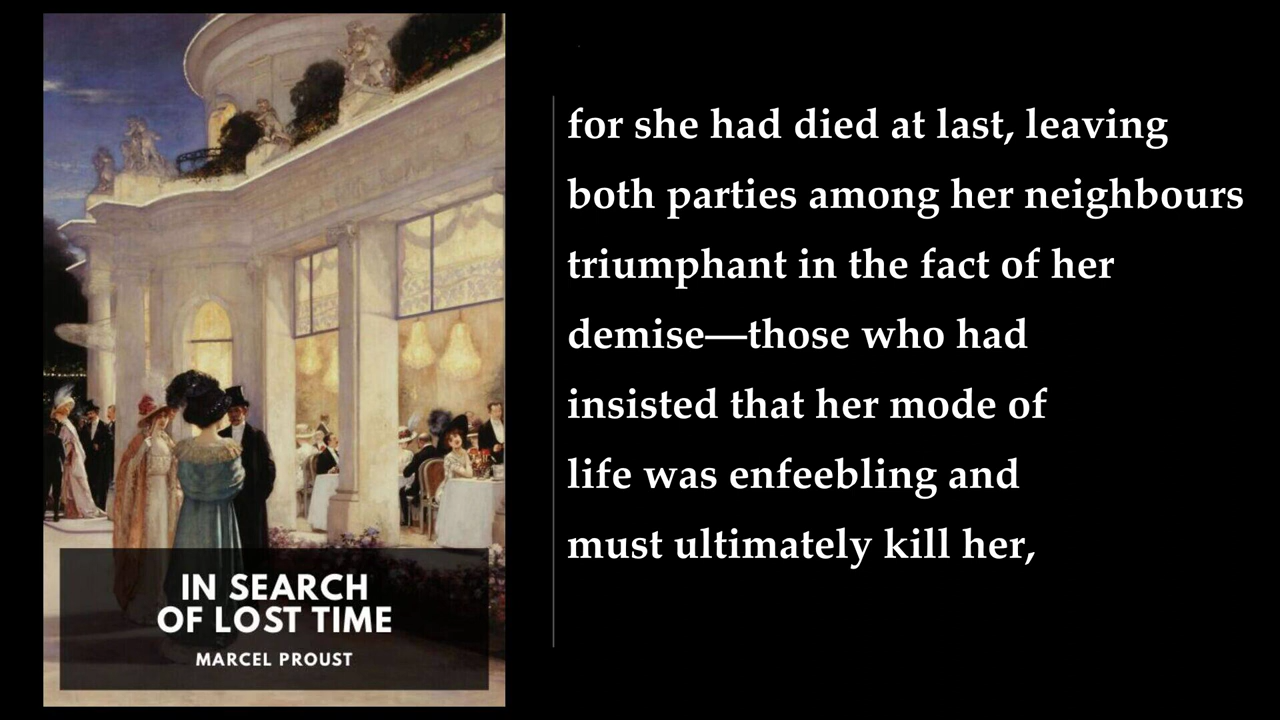 IN SEARCH
OF LOST TIME
MARCEL PROUST
for she had died at last, leaving
both parties among her neighbours
triumphant in the fact of her
demise—those who had
insisted that her mode of
life was enfeebling and
must ultimately kill her,